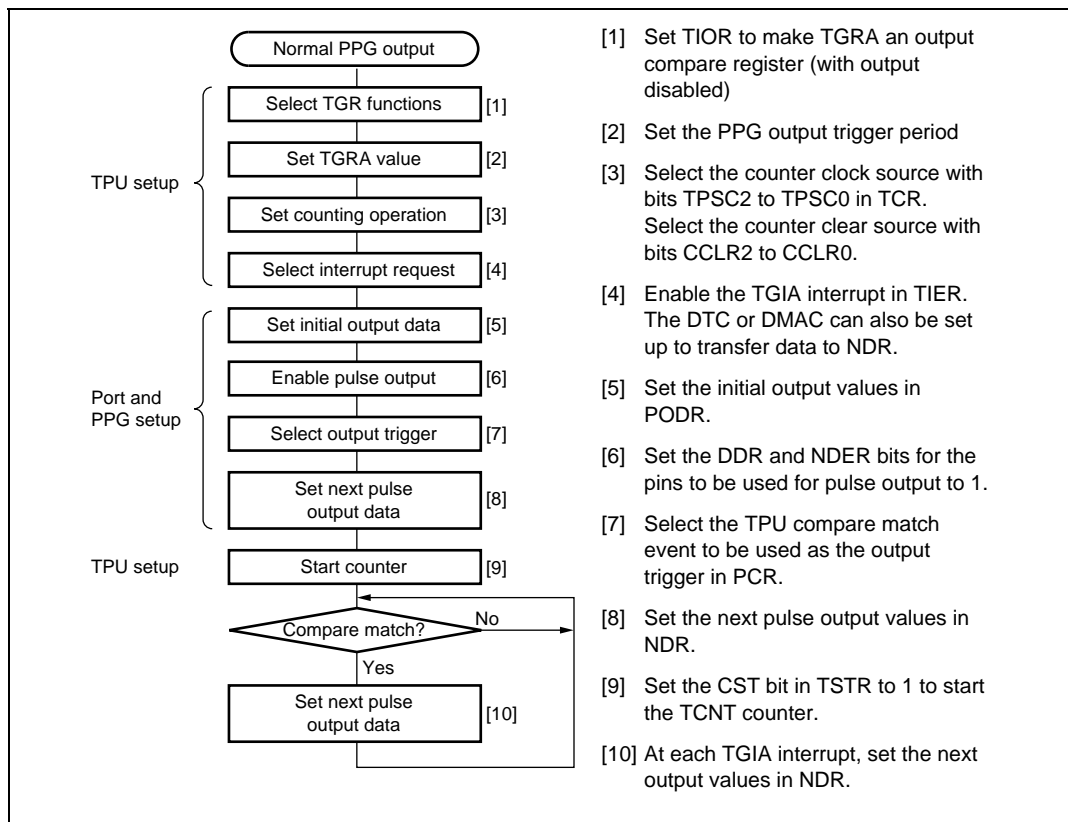 Normal PPG output
Select TGR functions [1]
Set TGRA value [2]
TPU setup
Set counting operation [3]
Select interrupt request [4]
Set initial output data [5]
Enable pulse output [6]
Port and
PPG setup
Select output trigger [7]
Set next pulse
output data
[8]
TPU setup
Start counter [9]
Compare match?
No
Yes
Set next pulse
output data
[10]
[1] Set TIOR to make TGRA an output
compare register (with output
disabled)
[2] Set the PPG output trigger period
[3] Select the counter clock source with
bits TPSC2 to TPSC0 in TCR.
Select the counter clear source with
bits CCLR2 to CCLR0.
[4] Enable the TGIA interrupt in TIER.
The DTC or DMAC can also be set
up to transfer data to NDR.
[5] Set the initial output values in
PODR.
[6] Set the DDR and NDER bits for the
pins to be used for pulse output to 1.
[7] Select the TPU compare match
event to be used as the output
trigger in PCR.
[8] Set the next pulse output values in
NDR.
[9] Set the CST bit in TSTR to 1 to start
the TCNT counter.
[10] At each TGIA interrupt, set the next
output values in NDR.